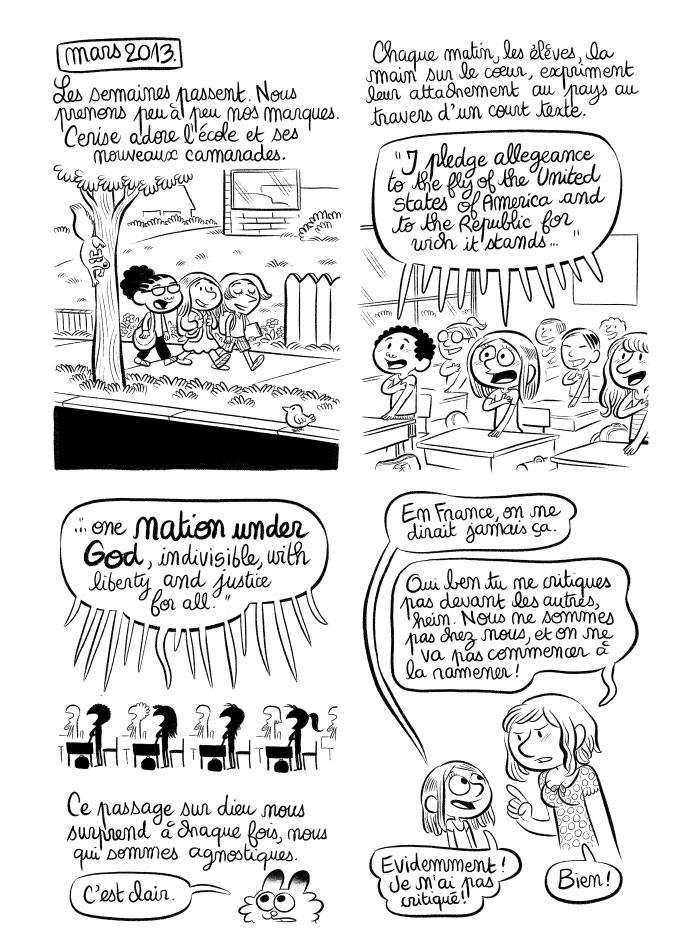 mars 2013.
Les semaines passent. Nous
prenons peu à peu nos marques.
Cerise adore l'école et ses
nouveaux camarades.
Chaque matin, les élèves, la
main sur le cœur, expriment
leur attachement au pays au
travers d'un court texte.
"I pledge allegeance
to the fly of the United
states of America and
to the Republic for
wich it stands... "
"... one Nation under
God, indivisible, with
liberty and justice
for all."
Ce passage sur dieu nous
surprend à chaque fois, nous
qui sommes agnostiques.
C'est clair.
En France, on ne
dirait jamais ça.
Oui ben tu ne critiques
pas devant les autres,
hein. Nous ne sommes
pas chez nous, et on ne
va pas commencer à
la ramener!
Evidemment!
Je n'ai pas
critiqué!
Bien!